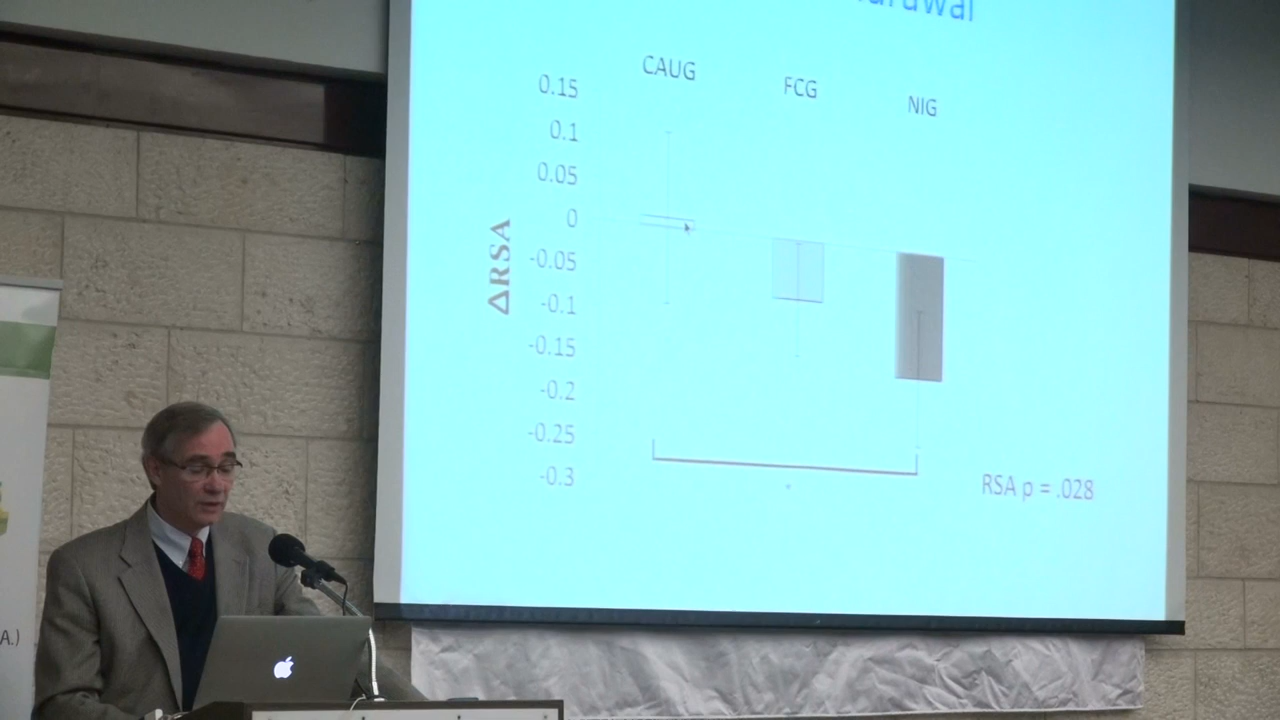 CAUG
FCG
NIG
0.15
0.1
0.05
0
-0.05
-0.1
-0.15
-0.2
-0.25
-0.3
ΔRSA
*
RSA p = .028
A.)